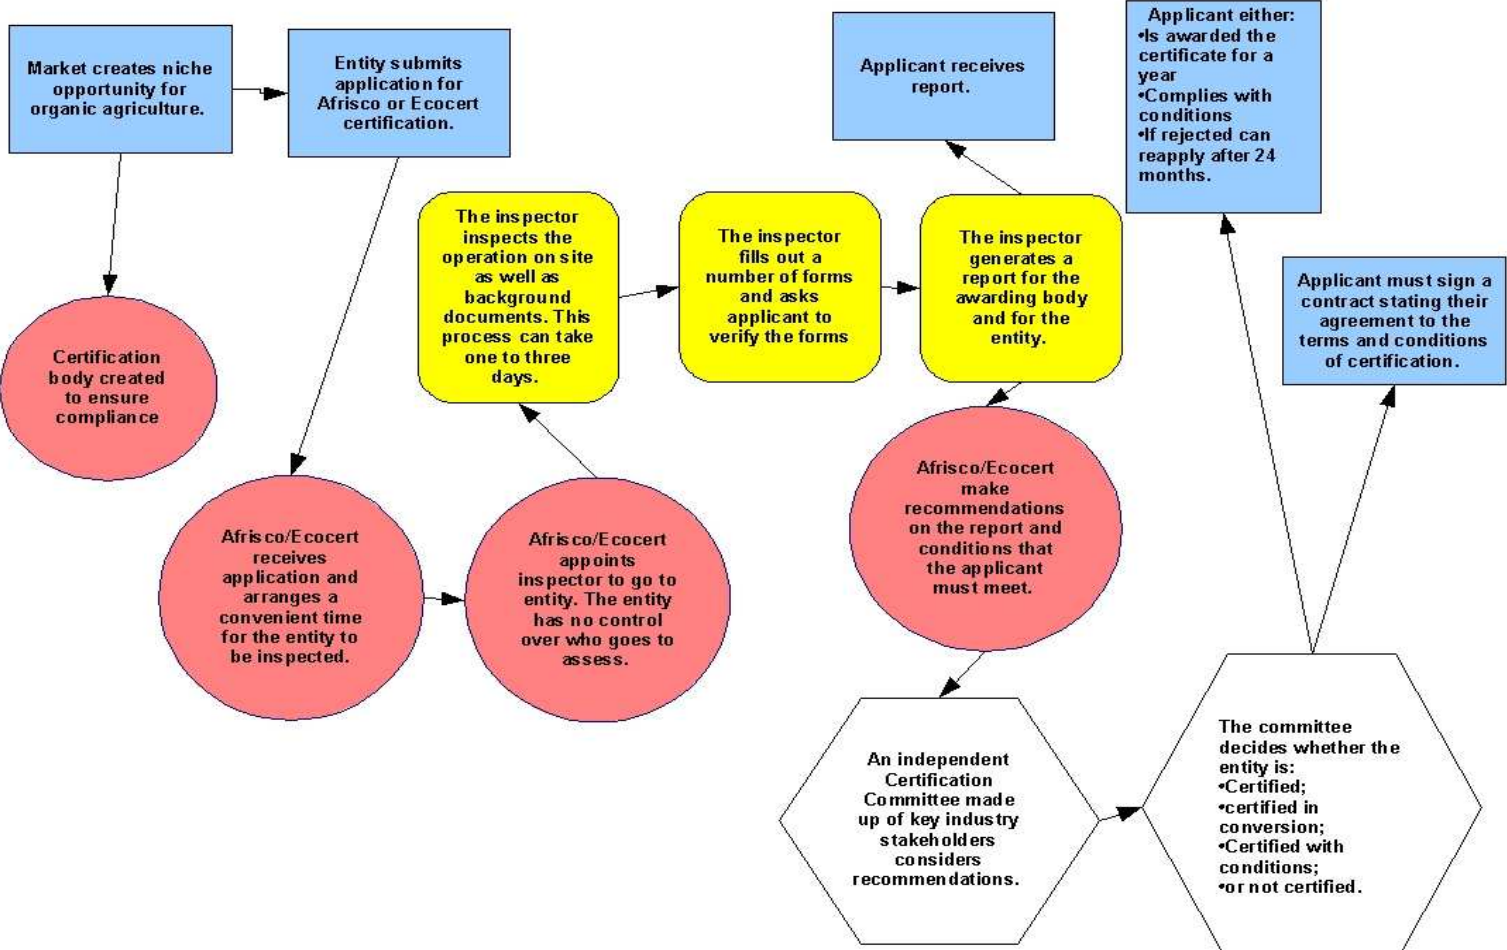 Market creates niche
opportunity for
organic agriculture.
Entity submits
application for
Afrisco or Ecocert
certification.
Certification
body created
to ensure
compliance
Afrisco/Ecocert
receives
application and
arranges a
convenient time
for the entity to
be inspected.
Afrisco/Ecocert
appoints
inspector to go to
entity. The entity
has no control
over who goes to
assess.
The inspector
inspects the
operation on site
as well as
background
documents. This
process can take
one to three
days.
The inspector
fills out a
number of forms
and asks
applicant to
verify the forms
The inspector
generates a
report for the
awarding body
and for the
entity.
Applicant receives
report.
Afrisco/Ecocert
make
recommendations
on the report and
conditions that
the applicant
must meet.
An independent
Certification
Committee made
up of key industry
stakeholders
considers
recommendations.
The committee
decides whether the
entity is:
•Certified;
•certified in
conversion;
•Certified with
conditions;
•or not certified.
Applicant either:
•Is awarded the
certificate for a
year
•Complies with
conditions
•If rejected can
reapply after 24
months.
Applicant must sign a
contract stating their
agreement to the
terms and conditions
of certification.